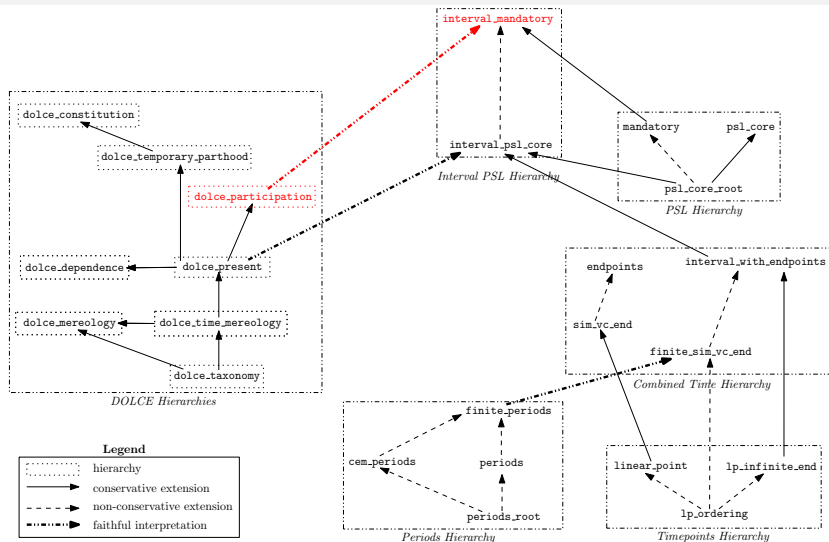 interval_mandatory
dolce_constitution
mandatory
psl_core
interval_psl_core
dolce_temporary_parthood
Interval PSL Hierarchy
psl_core_root
dolce_participation
PSL Hierarchy
dolce_dependence
dolce_present
endpoints
interval_with_endpoints
dolce_mereology
dolce_time_mereology
sim_vc_end
finite_sim_vc_end
dolce_taxonomy
Combined Time Hierarchy
DOLCE Hierarchies
finite_periods
Legend
hierarchy
conservative extension
non-conservative extension
faithful interpretation
cem_periods
periods
linear_point
lp_infinite_end
periods_root
lp_ordering
Periods Hierarchy
Timepoints Hierarchy